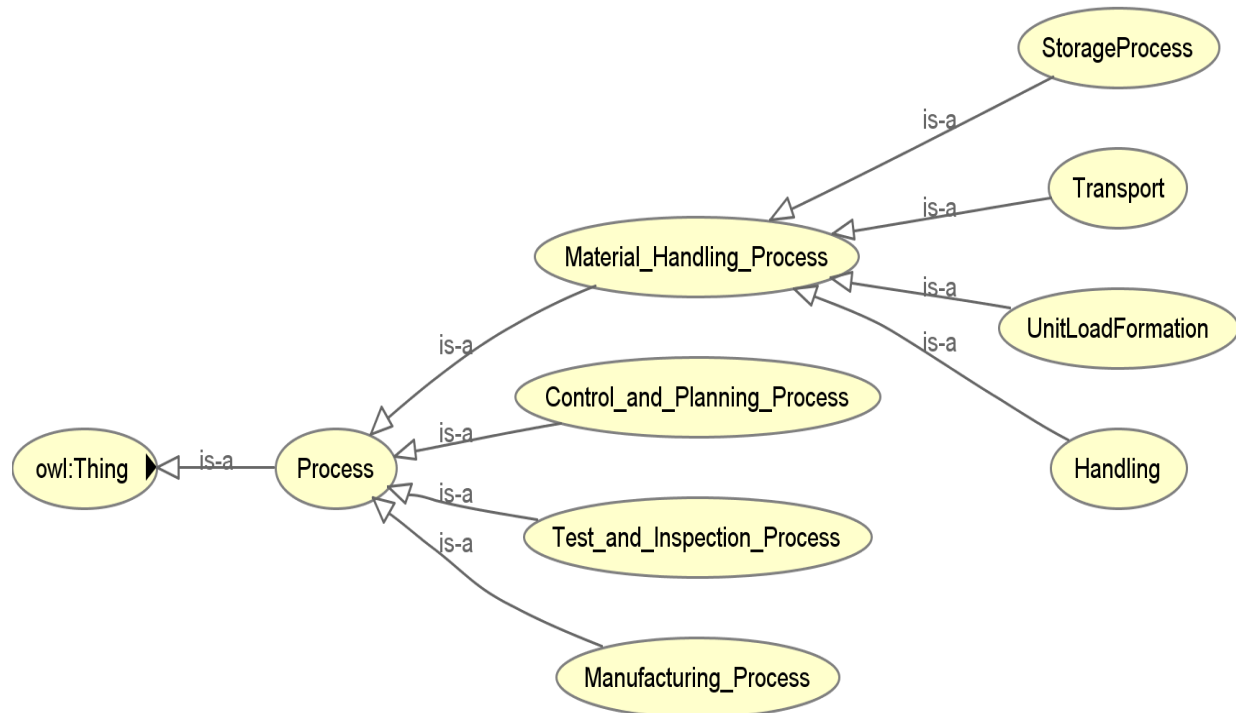 StorageProcess
is-a
Transport
is-a
Material_Handling_Process
is-a
UnitLoadFormation
is-a
is-a
Control_and_Planning_Process
is-a
owl:Thing
is-a
Process
Handling
is-a
Test_and_Inspection_Process
is-a
Manufacturing_Process